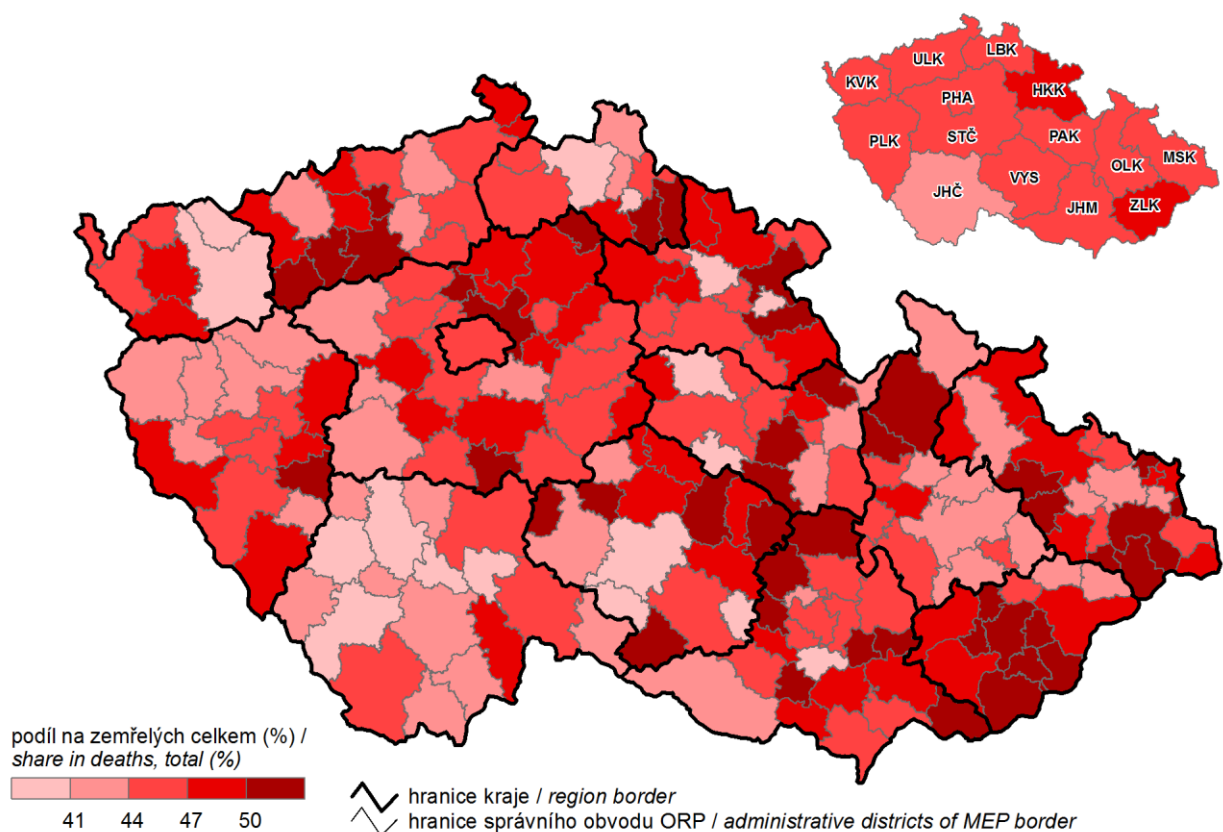 LBK
ULK
KVK
HKK
PHA
PLK
STČ
PAK
MSK
OLK
VYS
JHČ
ZLK
JHM
podíl na zemřelých celkem (%) /
share in deaths, total (%)
41 44 47 50
hranice kraje / region border
hranice správního obvodu ORP / administrative districts of MEP border